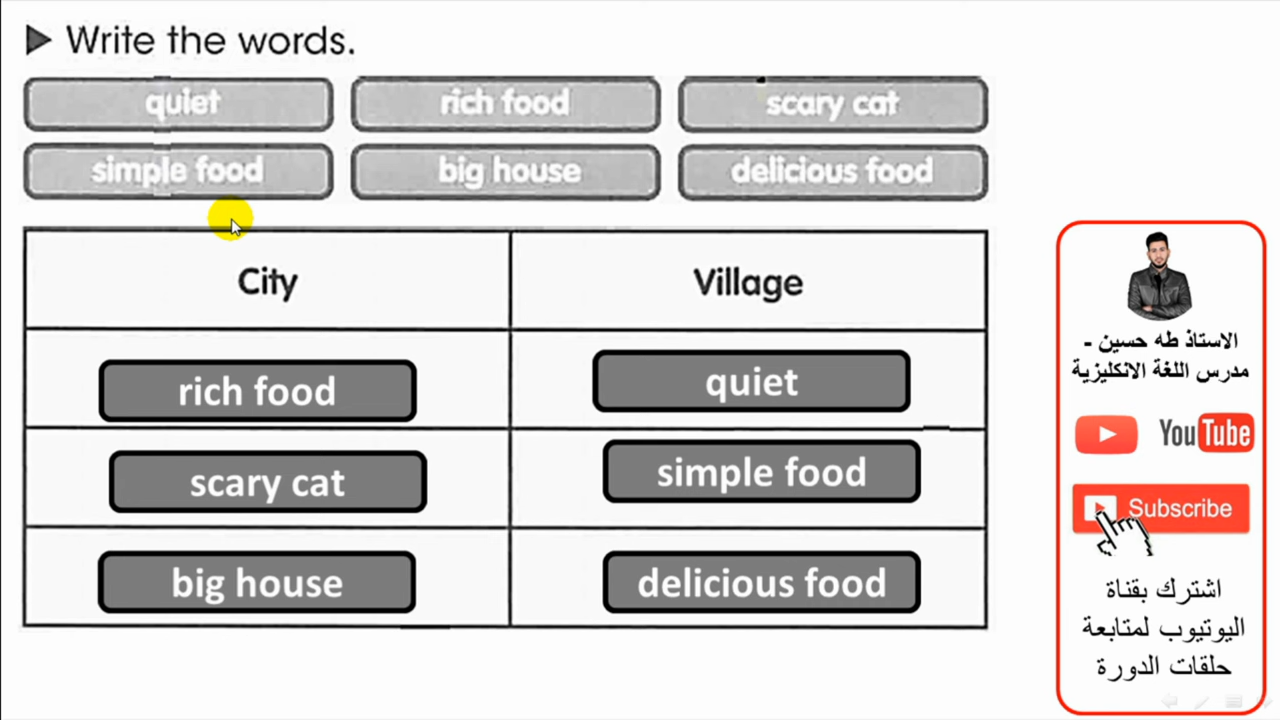 Write the words.
quiet
rich food
scary cat
simple food
big house
delicious food
City
Village
rich food
quiet
scary cat
simple food
big house
delicious food
الاستاذ طه حسين -
مدرس اللغة الانكليزية
YouTube
Subscribe
اشترك بقناة
اليوتيوب لمتابعة
حلقات الدورة